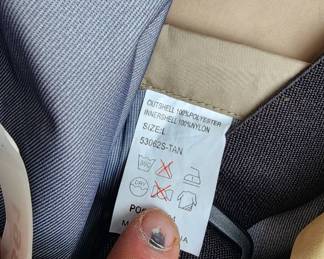 OUTSHELL 100%POLYESTER
INNERSHELL 100%NYLON
SIZE:L
53062S-TAN